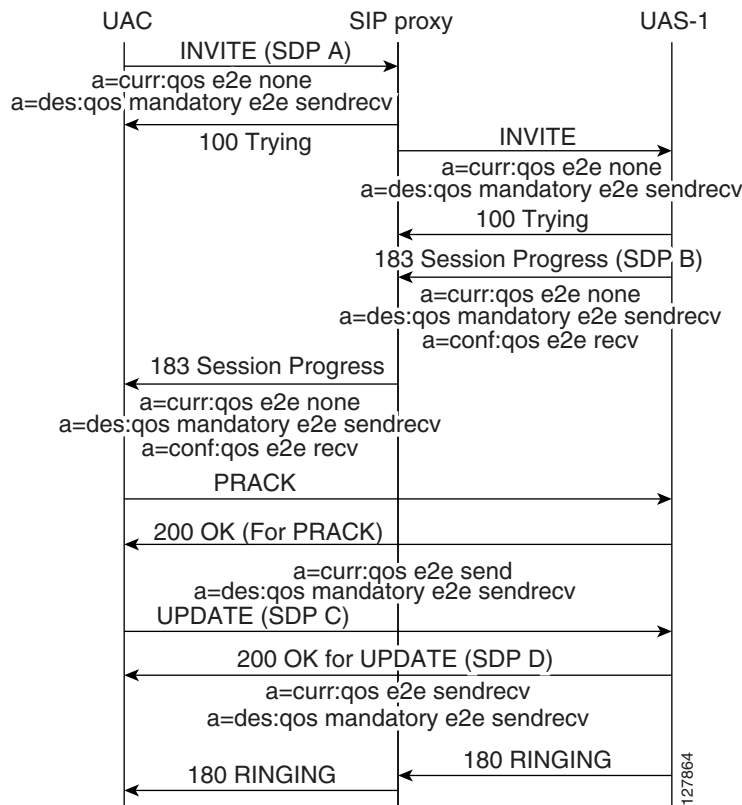 UAC SIP proxy UAS-1
INVITE (SDP A)
a=curr:qos e2e none
a=des:qos mandatory e2e sendrecv
100 Trying
INVITE
a=curr:qos e2e none
a=des:qos mandatory e2e sendrecv
100 Trying
183 Session Progress (SDP B)
a=curr:qos e2e none
a=des:qos mandatory e2e sendrecv
a=conf:qos e2e recv
183 Session Progress
a=curr:qos e2e none
a=des:qos mandatory e2e sendrecv
a=conf:qos e2e recv
PRACK
200 OK (For PRACK)
a=curr:qos e2e send
a=des:qos mandatory e2e sendrecv
UPDATE (SDP C)
200 OK for UPDATE (SDP D)
a=curr:qos e2e sendrecv
a=des:qos mandatory e2e sendrecv
180 RINGING
180 RINGING
127864